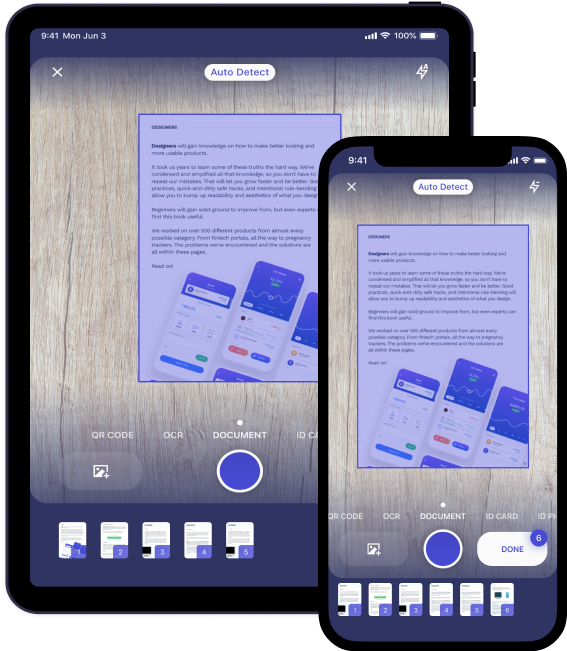 9:41 Mon Jun 3
100%
Auto Detect
DESIGNERS
Designers will gain knowledge on how to make better looking and
more usable products.
It took us years to learn some of these truths the hard way. We've
condensed and simplified all that knowledge, so you don't have to
repeat our mistakes. That will let you grow faster and be better. Good
practices, quick-and-dirty safe hacks, and intentional rule-bending
allow you to bump up readability and aesthetics of what you design
Beginners will gain solid ground to improve from, but even experts
find this book useful.
We worked on over 500 different products from almost every
possible category. From fintech portals, all the way to pregnancy
trackers. The problems we've encountered and the solutions are
all within these pages.
Read on!
QR CODE
OCR
DOCUMENT
ID CA
1
2
3
4
5
9:41
Auto Detect
DESIGNERS
Designers will gain knowledge on how to make better looking and
more usable products.
It took us years to learn some of these truths the hard way. We've
condensed and simplified all that knowledge, so you don't have to
repeat our mistakes. That will let you grow faster and be better. Good
practices, quick-and-dirty safe hacks, and intentional rule-bending will
allow you to bump up readability and aesthetics of what you design.
Beginners will gain solid ground to improve from, but even experts can
find this book useful.
We worked on over 500 different products from almost every
possible category. From fintech portals, all the way to pregnancy
trackers. The problems we've encountered and the solutions are
all within these pages.
Read on!
QR CODE
OCR
DOCUMENT
ID CARD
ID PH
DONE
6
1
2
3
4
5
6